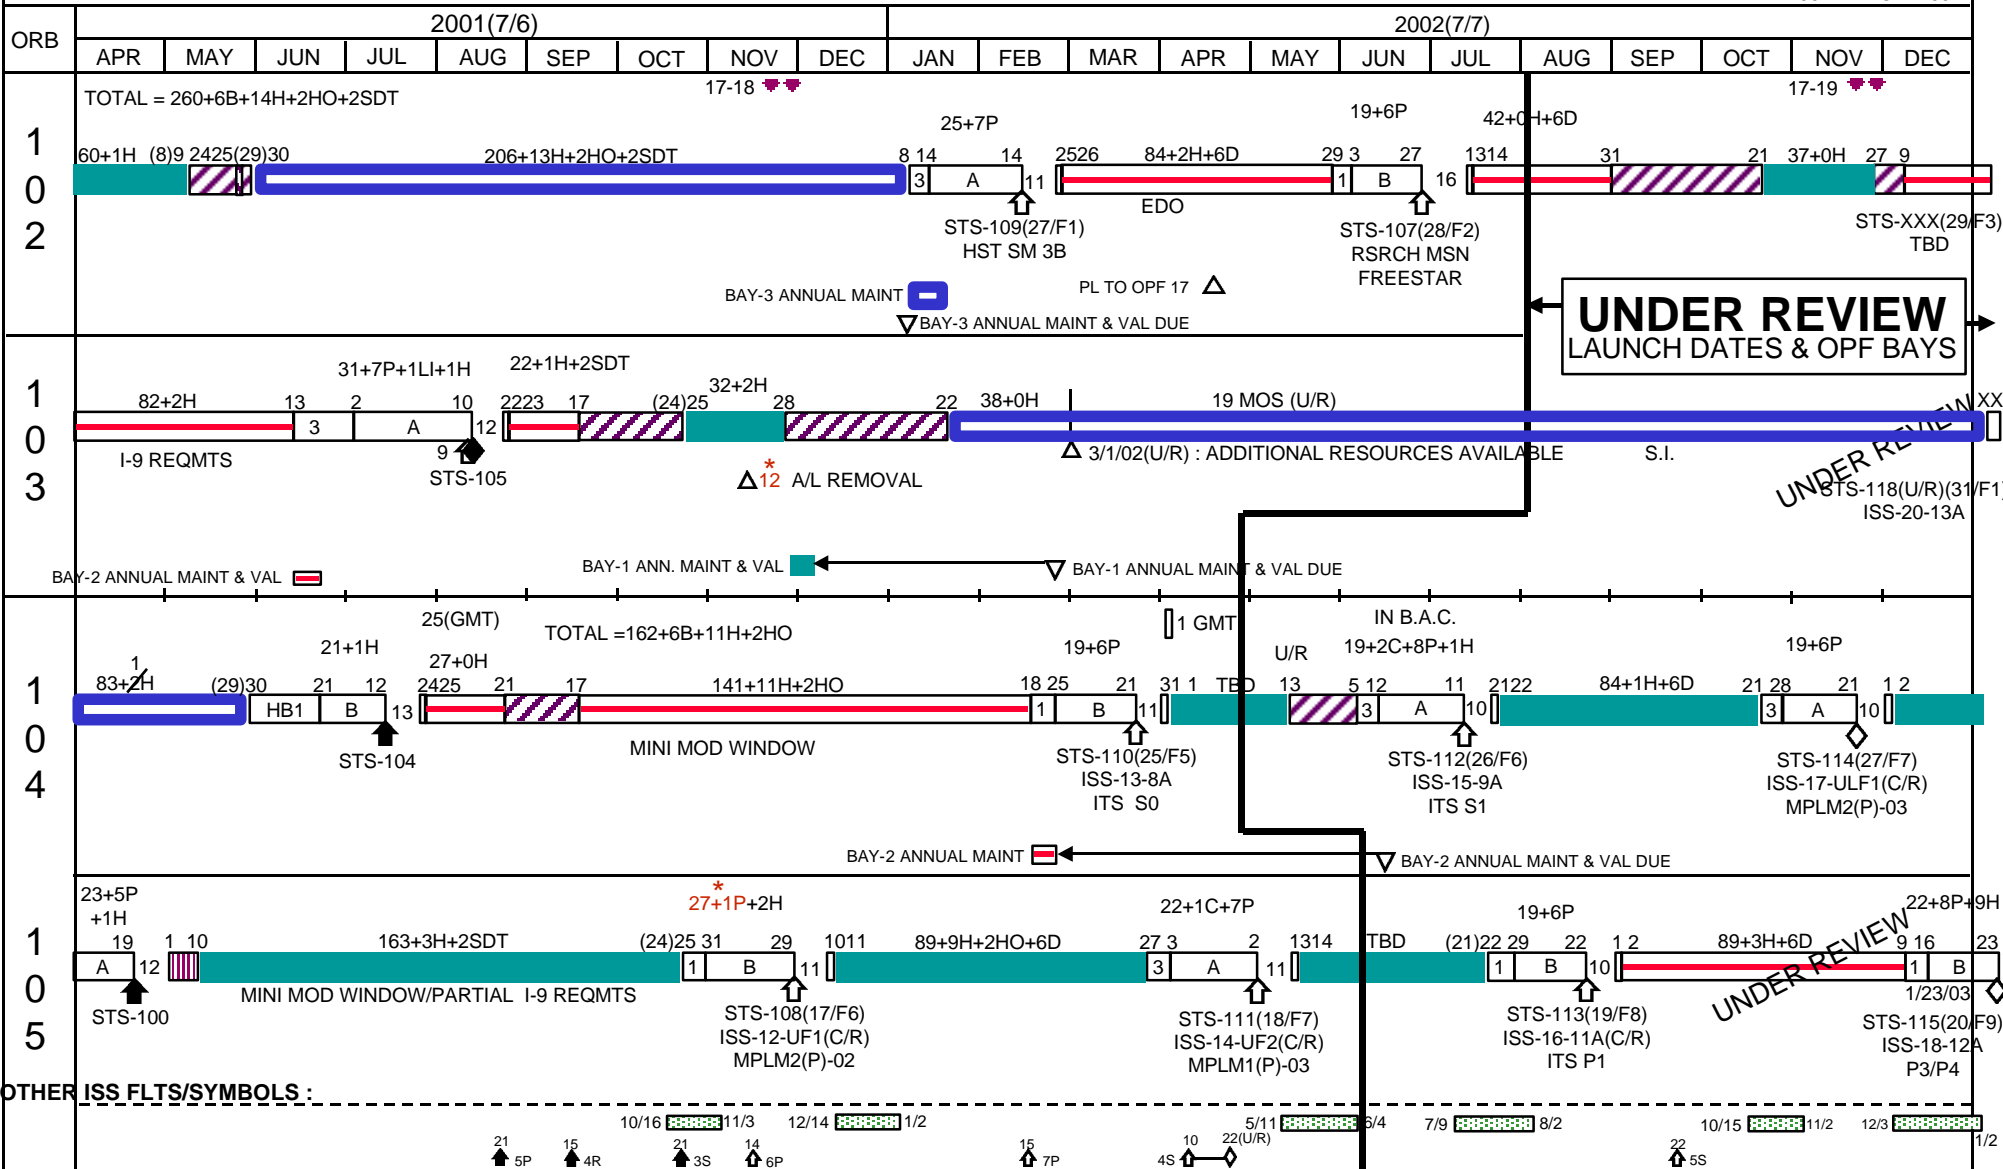 2001(7/6)
2002(7/7)
ORB
APR MAY JUN JUL AUG SEP OCT NOV DEC JAN FEB MAR APR MAY JUN JUL AUG SEP OCT NOV DEC
17-18
17-19
TOTAL = 260+6B+14H+2HO+2SDT
25+7P
19+6P
42+0H+6D
102
60+1H (8)9 2425(29)30 206+13H+2HO+2SDT 8 14 14 2526 84+2H+6D 29 3 27 1314 31 21 37+0H 27 9
3 A 11 1 B 16
EDO
STS-109(27/F1)
HST SM 3B
STS-107(28/F2)
RSRCH MSN
FREESTAR
STS-XXX(29/F3)
TBD
BAY-3 ANNUAL MAINT
PL TO OPF 17
BAY-3 ANNUAL MAINT & VAL DUE
UNDER REVIEW
LAUNCH DATES & OPF BAYS
103
31+7P+1LI+1H
22+1H+2SDT
32+2H
82+2H 13 2 10 2223 17 (24)25 28 22 38+0H 19 MOS (U/R) XX
3 A 12
I-9 REQMTS
9
STS-105
*
12 A/L REMOVAL
3/1/02(U/R) : ADDITIONAL RESOURCES AVAILABLE S.I.
UNDER REVIEW
STS-118(U/R)(31/F1)
ISS-20-13A
BAY-2 ANNUAL MAINT & VAL
BAY-1 ANN. MAINT & VAL
BAY-1 ANNUAL MAINT & VAL DUE
104
25(GMT)
TOTAL =162+6B+11H+2HO
1 GMT
IN B.A.C.
21+1H
27+0H
19+6P
U/R
19+2C+8P+1H
19+6P
1
83+2H (29)30 21 12 2425 21 17 141+11H+2HO 18 25 21 31 1 TBD 13 5 12 11 2122 84+1H+6D 21 28 21 1 2
HB1 B 13 1 B 11 3 A 10 3 A 10
STS-104
MINI MOD WINDOW
STS-110(25/F5)
ISS-13-8A
ITS S0
STS-112(26/F6)
ISS-15-9A
ITS S1
STS-114(27/F7)
ISS-17-ULF1(C/R)
MPLM2(P)-03
BAY-2 ANNUAL MAINT
BAY-2 ANNUAL MAINT & VAL DUE
105
23+5P
+1H
*
27+1P+2H
22+1C+7P
19+6P
22+8P+9H
19 1 10 163+3H+2SDT (24)25 31 29 1011 89+9H+2HO+6D 27 3 2 1314 TBD (21)22 29 22 1 2 89+3H+6D 9 16 23
A 12 1 B 11 3 A 11 1 B 10 1 B
UNDER REVIEW
1/23/03
STS-100
MINI MOD WINDOW/PARTIAL I-9 REQMTS
STS-108(17/F6)
ISS-12-UF1(C/R)
MPLM2(P)-02
STS-111(18/F7)
ISS-14-UF2(C/R)
MPLM1(P)-03
STS-113(19/F8)
ISS-16-11A(C/R)
ITS P1
STS-115(20/F9)
ISS-18-12A
P3/P4
OTHER ISS FLTS/SYMBOLS :
10/16 11/3 12/14 1/2 5/11 6/4 7/9 8/2 10/15 11/2 12/3 1/2
21 15 21 14 15 10 22(U/R) 22
5P 4R 3S 6P 7P 4S 5S